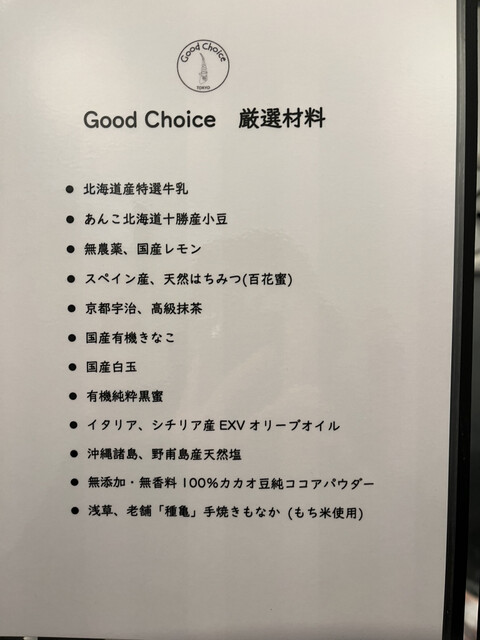 Good Choice
TOKYO
Good Choice 厳選材料
● 北海道産特選牛乳
● あんこ北海道十勝産小豆
● 無農薬、国産レモン
● スペイン産、天然はちみつ(百花蜜)
● 京都宇治、高級抹茶
● 国産有機きなこ
● 国産白玉
● 有機純粋黒蜜
● イタリア、シチリア産 EXV オリーブオイル
● 沖縄諸島、野甫島産天然塩
● 無添加・無香料 100%カカオ豆純ココアパウダー
● 浅草、老舗「種亀」手焼きもなか (もち米使用)